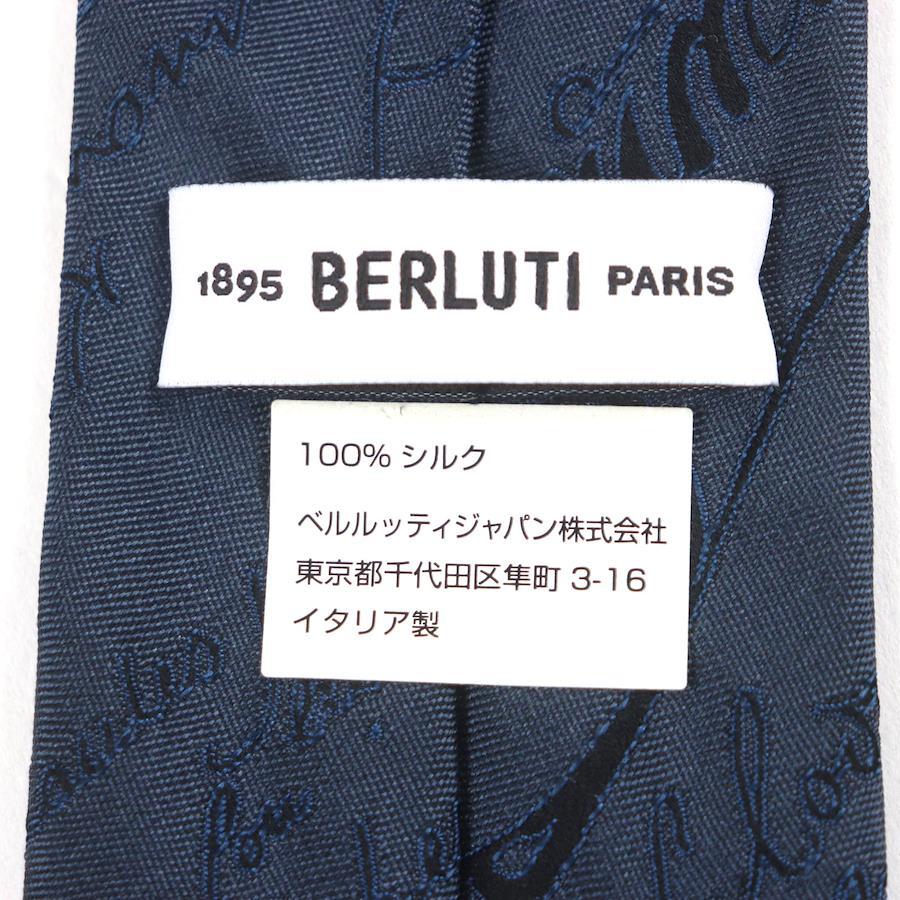 1895 BERLUTI PARIS
100% シルク
ベルルッティジャパン株式会社
東京都千代田区隼町 3-16
イタリア製